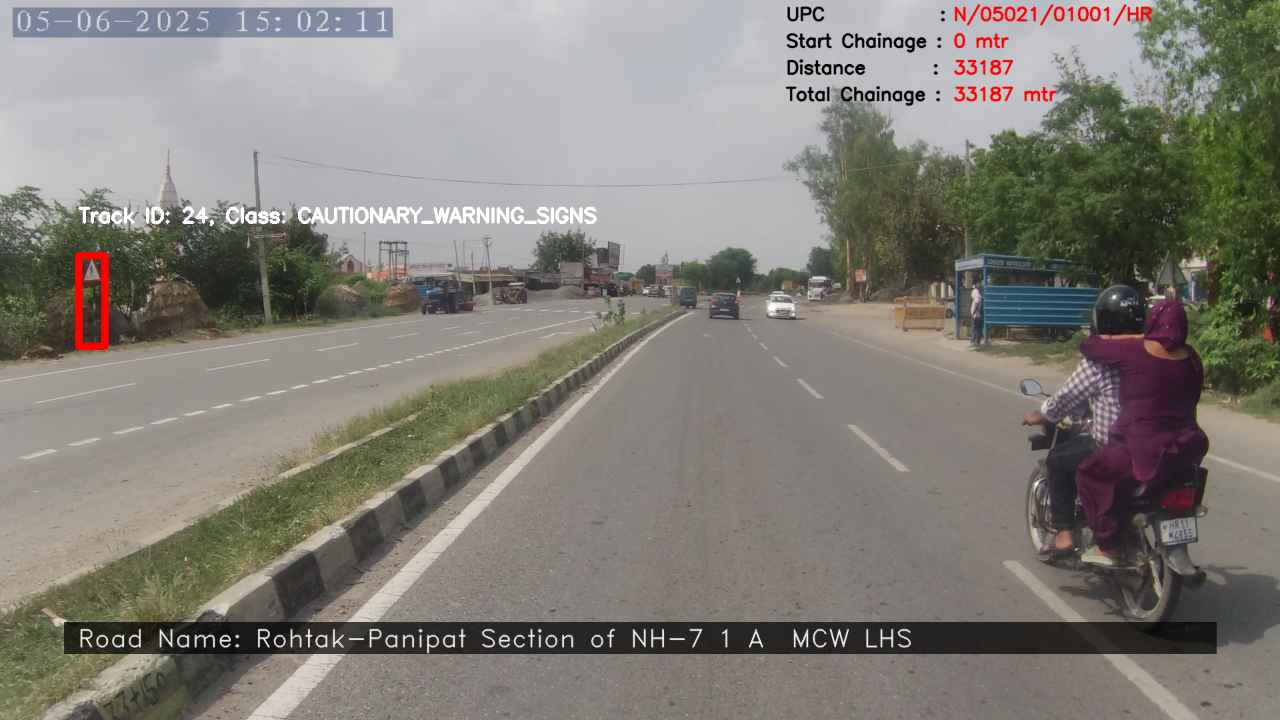 05-06-2025 15:02:11
UPC : N/05021/01001/HR
Start Chainage : 0 mtr
Distance : 33187
Total Chainage : 33187 mtr
Track ID: 24, Class: CAUTIONARY_WARNING_SIGNS
HR11
Road Name: Rohtak-Panipat Section of NH-7 1 A MCW LHS